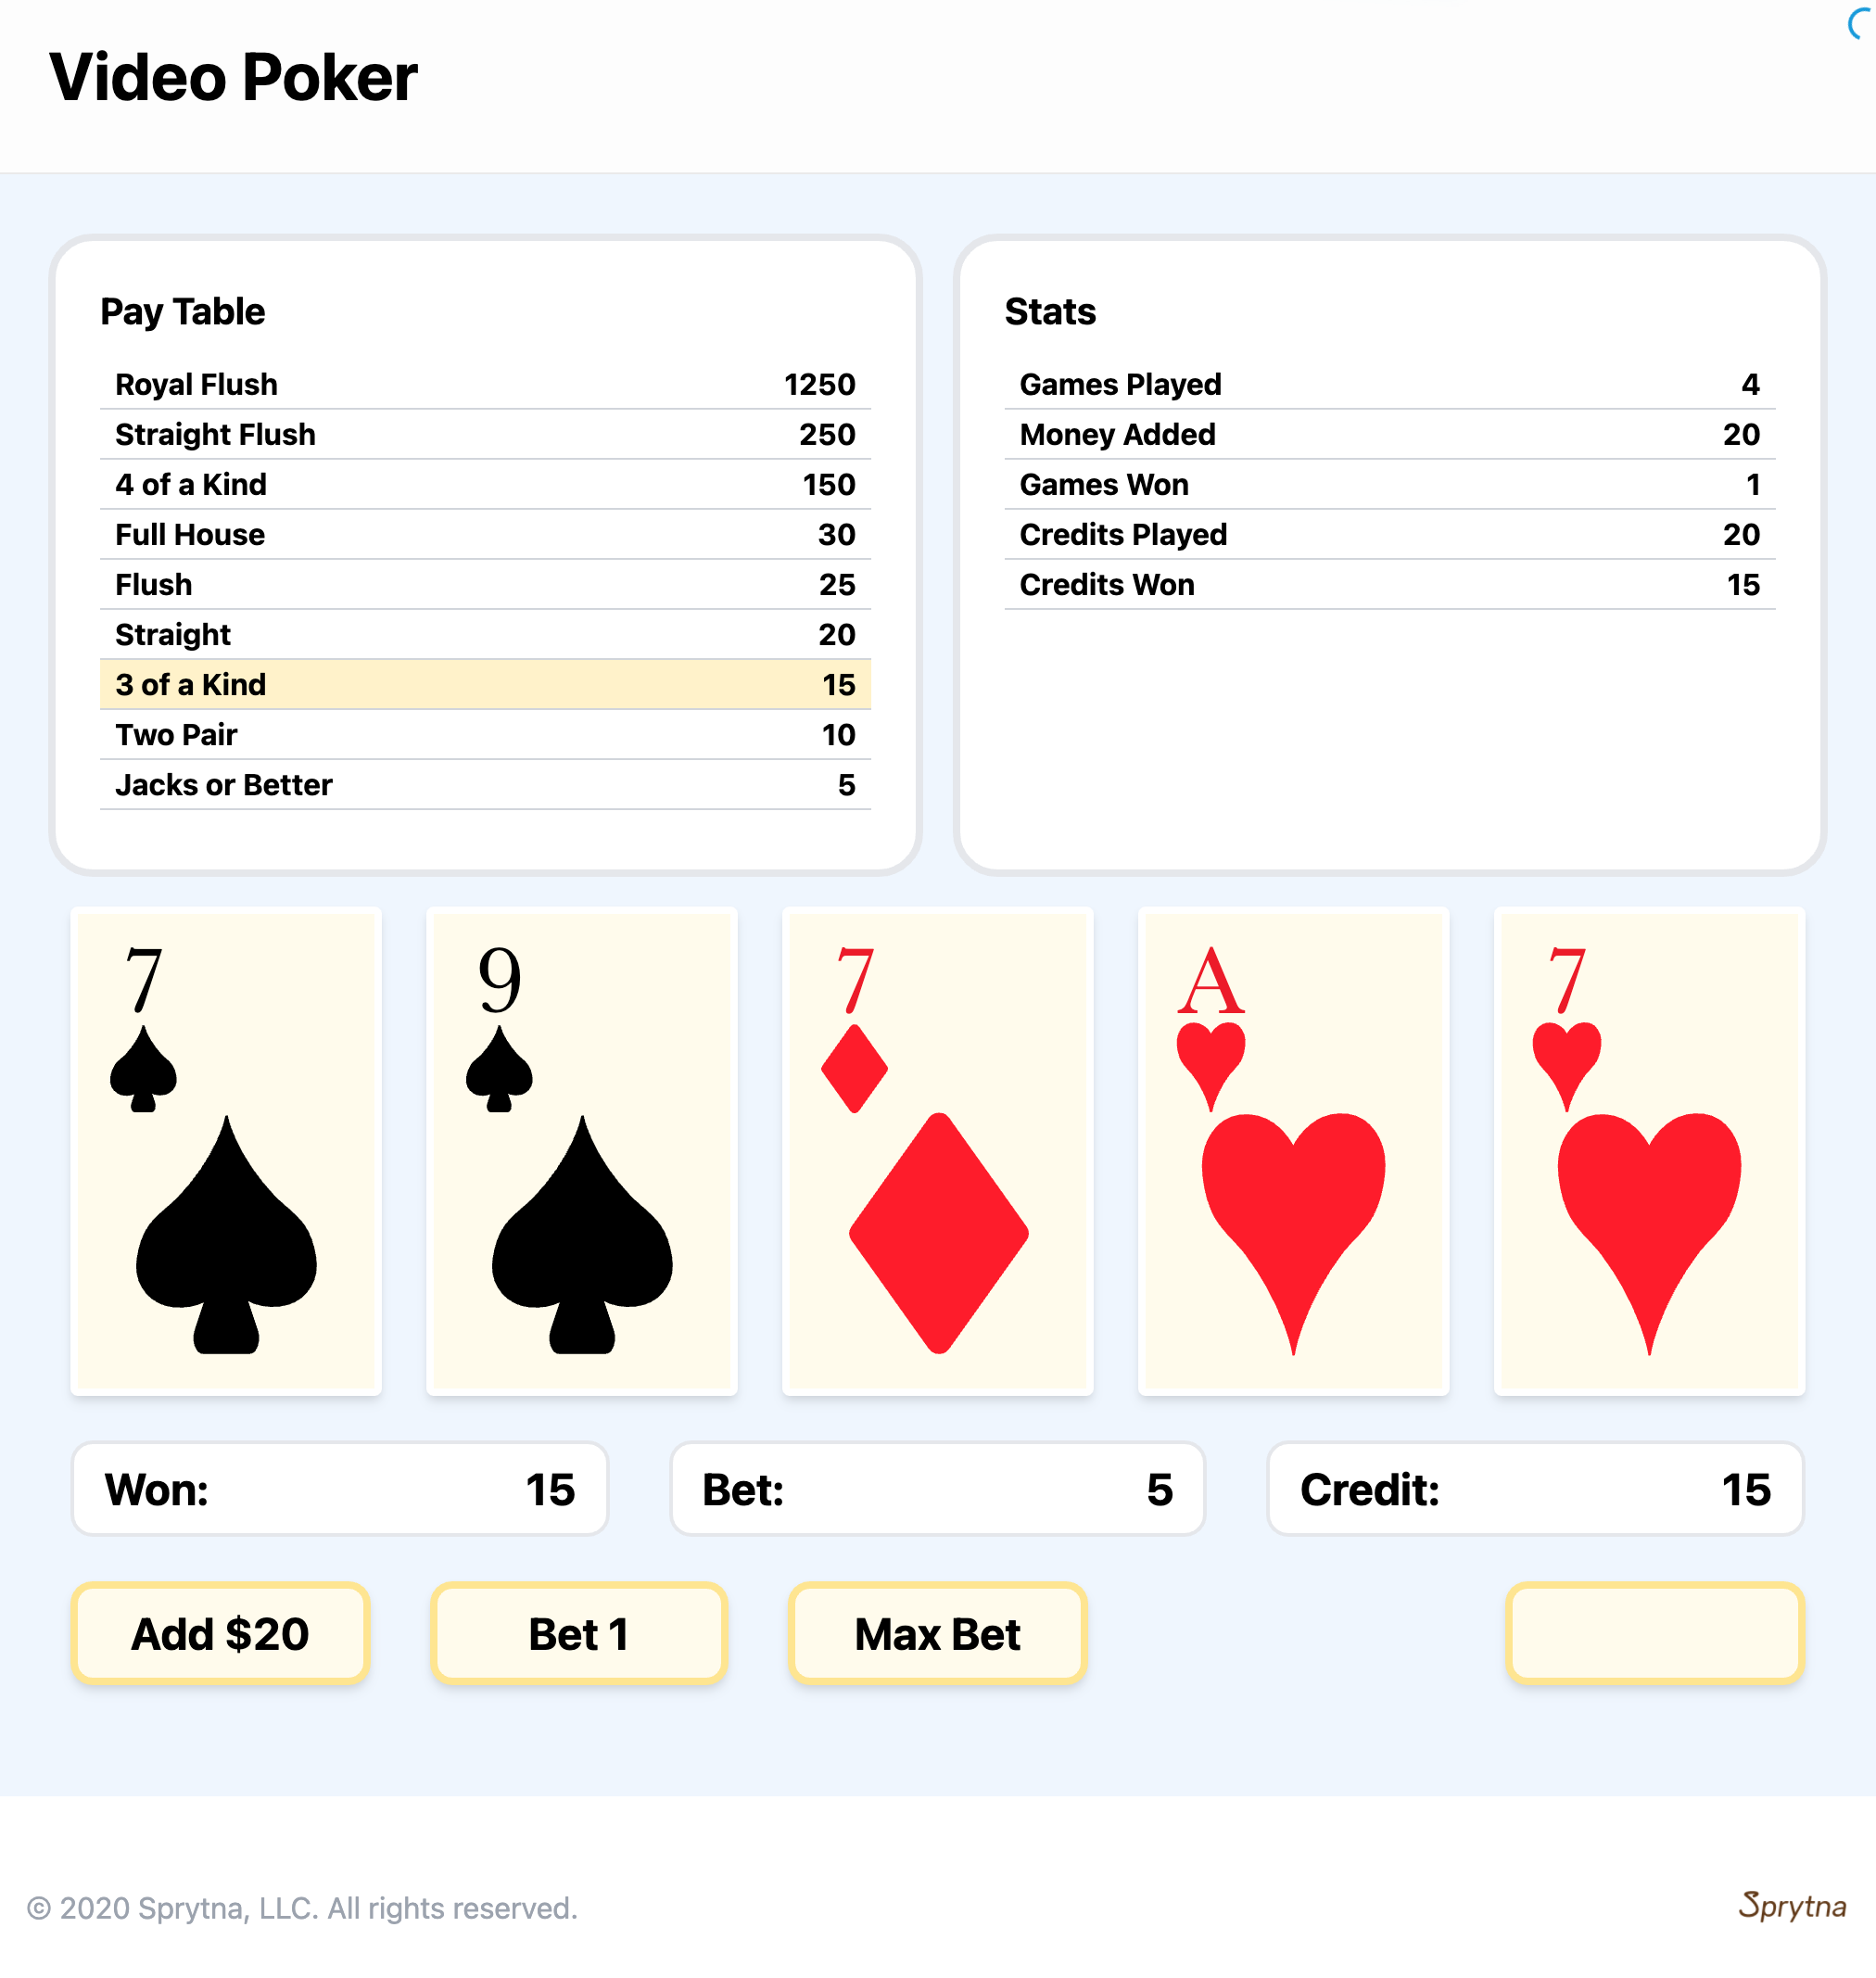 Video Poker
Pay Table
Royal Flush 1250
Straight Flush 250
4 of a Kind 150
Full House 30
Flush 25
Straight 20
3 of a Kind 15
Two Pair 10
Jacks or Better 5
Stats
Games Played 4
Money Added 20
Games Won 1
Credits Played 20
Credits Won 15
7 9 7 A 7
Won: 15 Bet: 5 Credit: 15
Add $20 Bet 1 Max Bet
© 2020 Sprytna, LLC. All rights reserved. Sprytna